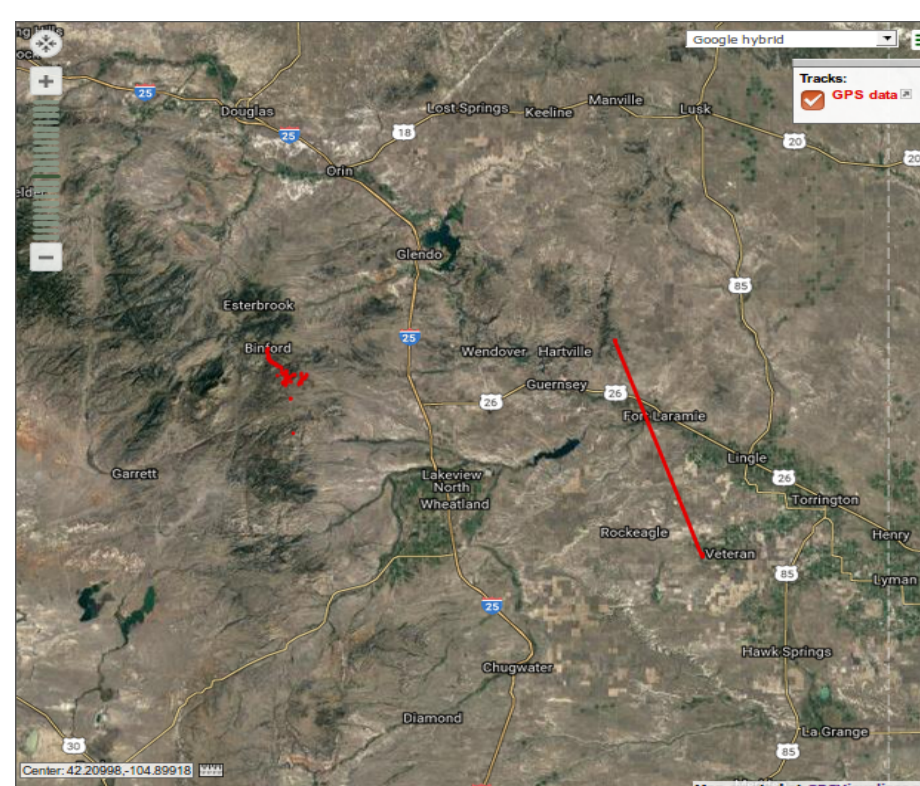 Google hybrid
Tracks:
GPS data
25
Douglas
Lost Springs
Keeline
Manville
Lusk
18
25
20
20
Orin
Glendo
85
Esterbrook
25
Binford
Wendover
Hartville
Guernsey
26
26
Fort Laramie
Lingle
Garrett
Lakeview
North
26
Wheatland
Torrington
Rockeagle
Henry
Veteran
85
Lyman
25
Hawk Springs
Chugwater
Diamond
La Grange
30
85
Center: 42.20998,-104.89918